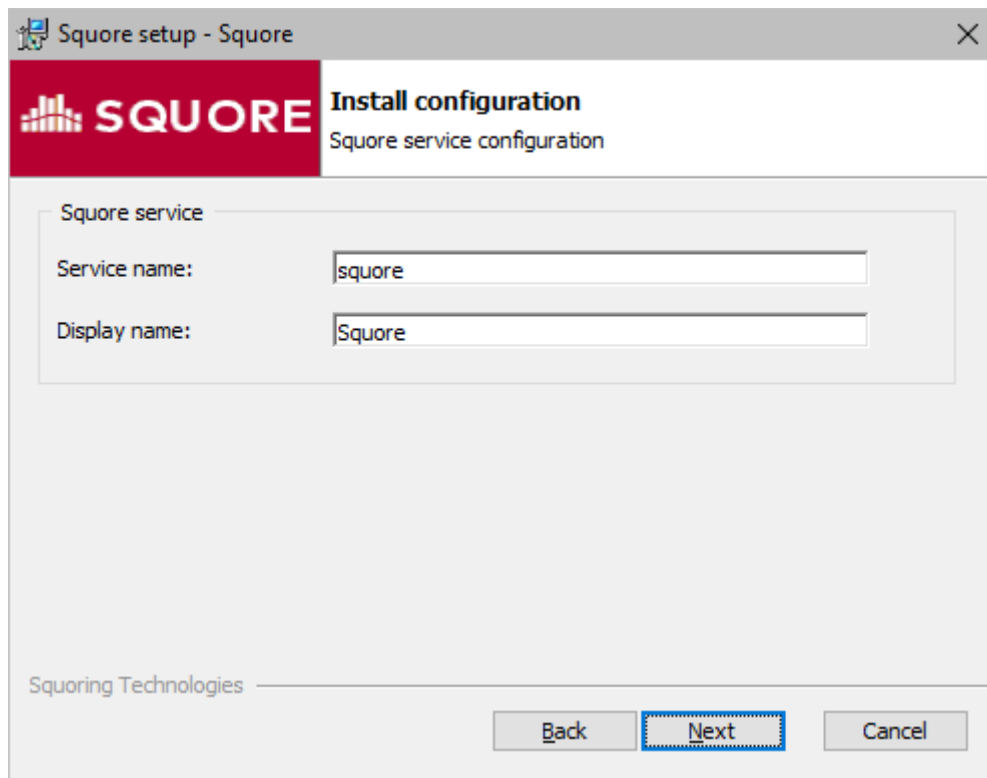 Squore setup - Squore
SQUORE
Install configuration
Squore service configuration
Squore service
Service name:
squore
Display name:
Squore
Squoring Technologies
Back
Next
Cancel